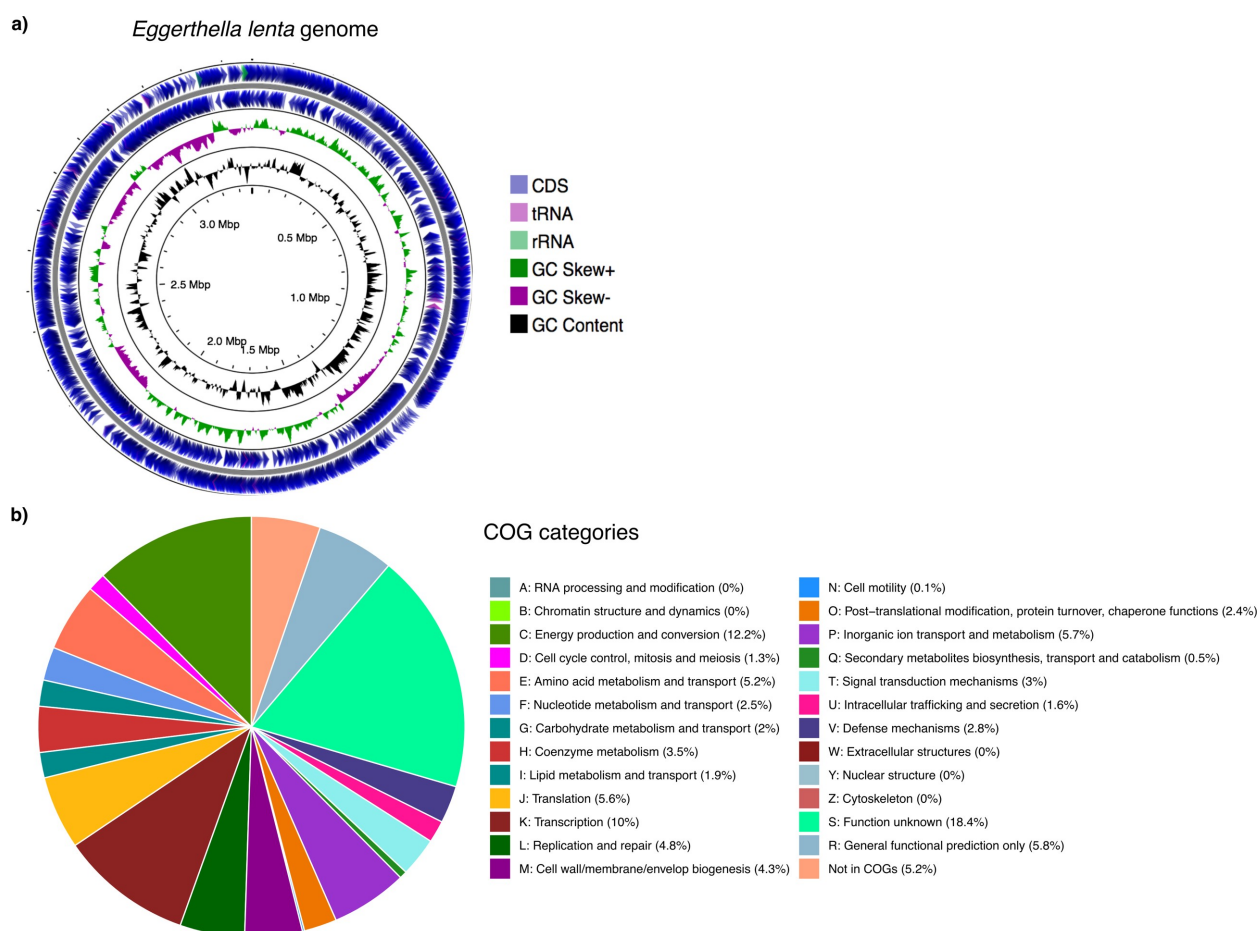 a)
Eggerthella lenta genome
3.0 Mbp
0.5 Mbp
2.5 Mbp
1.0 Mbp
2.0 Mbp
1.5 Mbp
CDS
tRNA
rRNA
GC Skew+
GC Skew-
GC Content
b)
COG categories
A: RNA processing and modification (0%)
B: Chromatin structure and dynamics (0%)
C: Energy production and conversion (12.2%)
D: Cell cycle control, mitosis and meiosis (1.3%)
E: Amino acid metabolism and transport (5.2%)
F: Nucleotide metabolism and transport (2.5%)
G: Carbohydrate metabolism and transport (2%)
H: Coenzyme metabolism (3.5%)
I: Lipid metabolism and transport (1.9%)
J: Translation (5.6%)
K: Transcription (10%)
L: Replication and repair (4.8%)
M: Cell wall/membrane/envelop biogenesis (4.3%)
N: Cell motility (0.1%)
O: Post−translational modification, protein turnover, chaperone functions (2.4%)
P: Inorganic ion transport and metabolism (5.7%)
Q: Secondary metabolites biosynthesis, transport and catabolism (0.5%)
T: Signal transduction mechanisms (3%)
U: Intracellular trafficking and secretion (1.6%)
V: Defense mechanisms (2.8%)
W: Extracellular structures (0%)
Y: Nuclear structure (0%)
Z: Cytoskeleton (0%)
S: Function unknown (18.4%)
R: General functional prediction only (5.8%)
Not in COGs (5.2%)